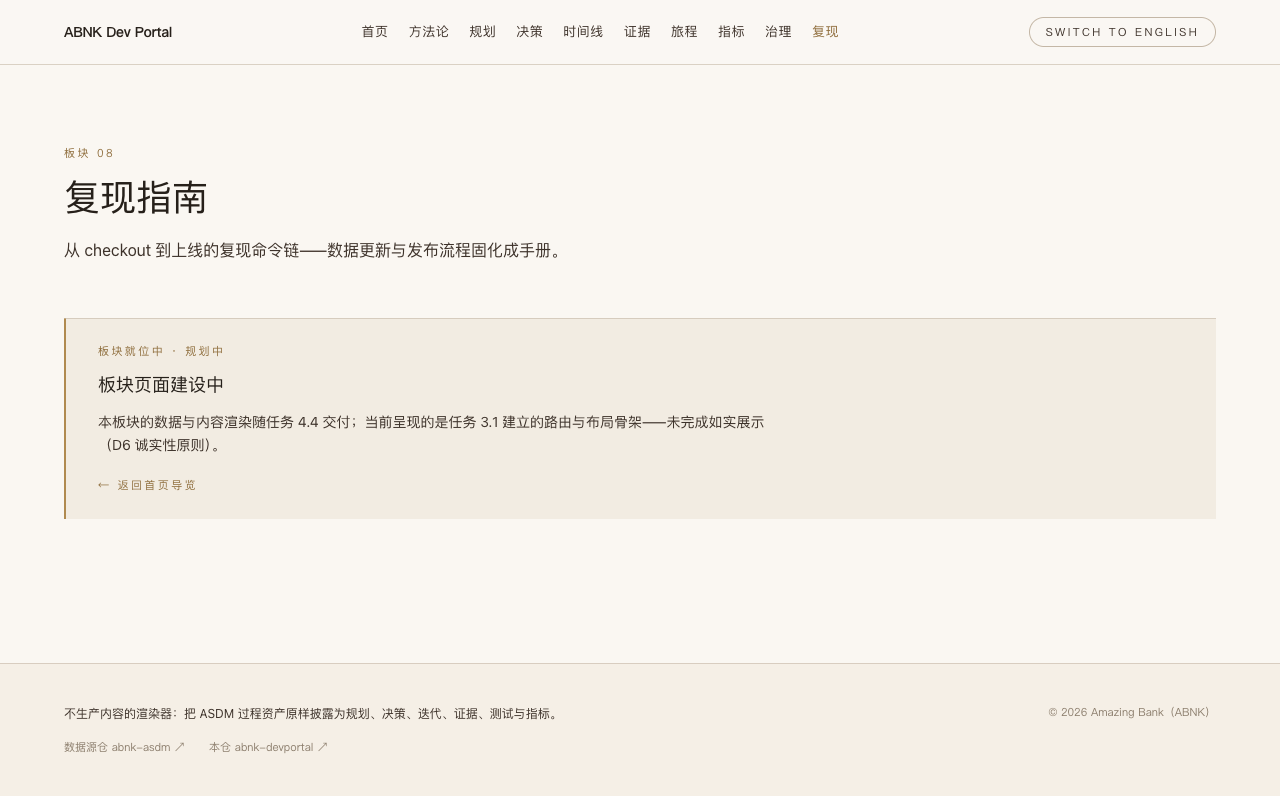 ABNK Dev Portal
首页 方法论 规划 决策 时间线 证据 旅程 指标 治理 复现
SWITCH TO ENGLISH
板块 08
复现指南
从 checkout 到上线的复现命令链——数据更新与发布流程固化成手册。
板块就位中 · 规划中
板块页面建设中
本板块的数据与内容渲染随任务 4.4 交付；当前呈现的是任务 3.1 建立的路由与布局骨架——未完成如实展示
（D6 诚实性原则）。
← 返回首页导览
不生产内容的渲染器：把 ASDM 过程资产原样披露为规划、决策、迭代、证据、测试与指标。
© 2026 Amazing Bank（ABNK）
数据源仓 abnk-asdm ↗ 本仓 abnk-devportal ↗